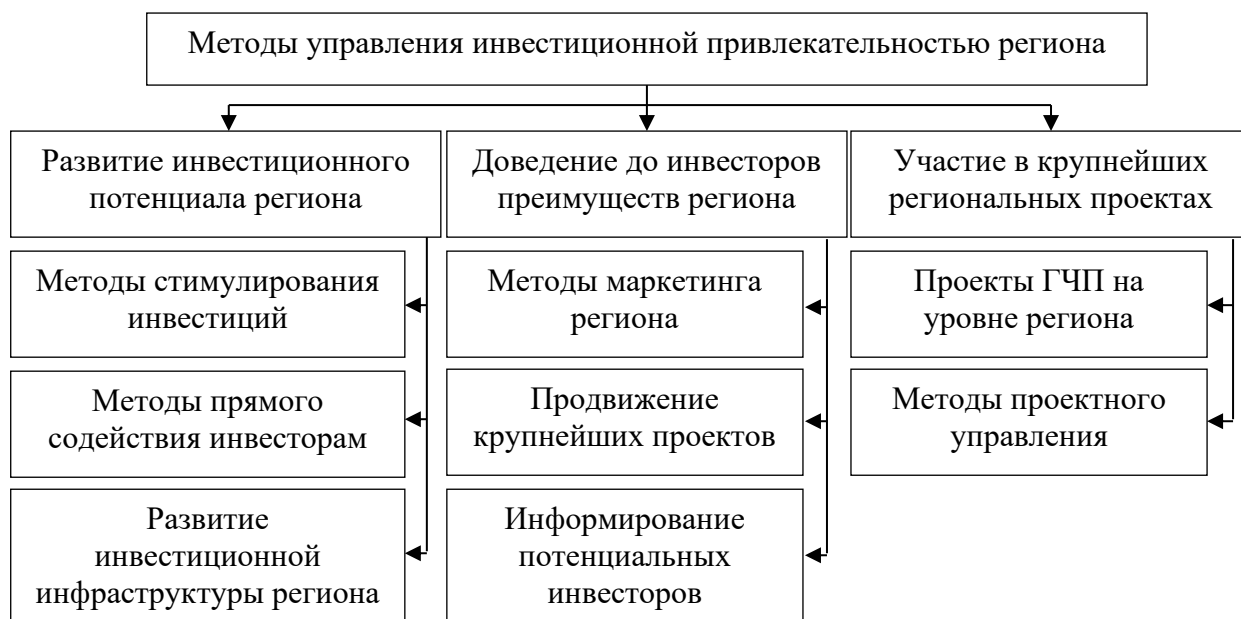 Методы управления инвестиционной привлекательностью региона
Развитие инвестиционного
потенциала региона
Методы стимулирования
инвестиций
Методы прямого
содействия инвесторам
Развитие
инвестиционной
инфраструктуры региона
Доведение до инвесторов
преимуществ региона
Методы маркетинга
региона
Продвижение
крупнейших проектов
Информирование
потенциальных
инвесторов
Участие в крупнейших
региональных проектах
Проекты ГЧП на
уровне региона
Методы проектного
управления